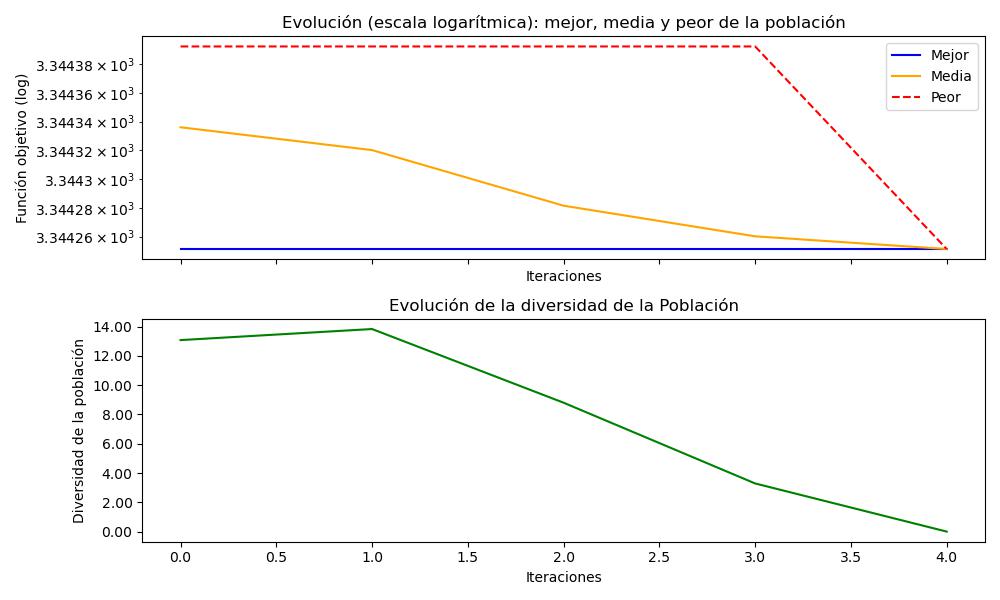 Evolución (escala logarítmica): mejor, media y peor de la población
Función objetivo (log)
3.34438 × 10³
3.34436 × 10³
3.34434 × 10³
3.34432 × 10³
3.3443 × 10³
3.34428 × 10³
3.34426 × 10³
Mejor
Media
Peor
Iteraciones
Evolución de la diversidad de la Población
Diversidad de la población
14.00
12.00
10.00
8.00
6.00
4.00
2.00
0.00
0.0 0.5 1.0 1.5 2.0 2.5 3.0 3.5 4.0
Iteraciones